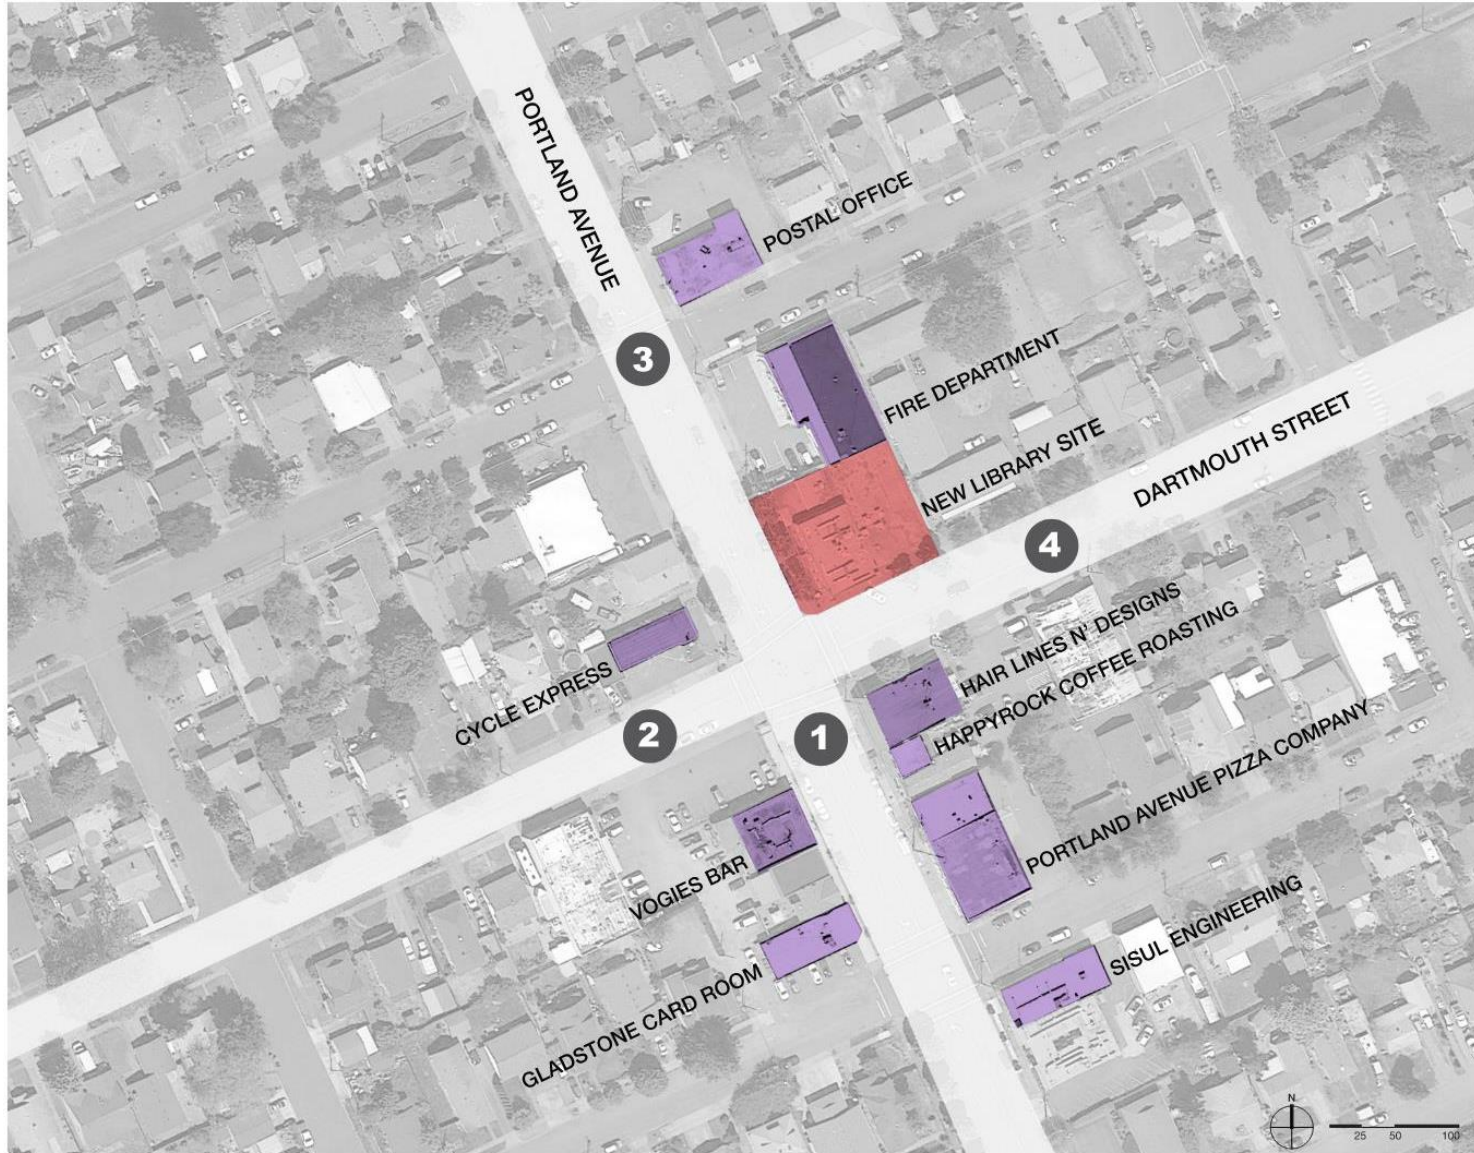 PORTLAND AVENUE
POSTAL OFFICE
3
FIRE DEPARTMENT
NEW LIBRARY SITE
DARTMOUTH STREET
4
HAIR LINES N' DESIGNS
HAPPYROCK COFFEE ROASTING
CYCLE EXPRESS
2
1
PORTLAND AVENUE PIZZA COMPANY
VOGIES BAR
SISUL ENGINEERING
GLADSTONE CARD ROOM
N
25 50 100